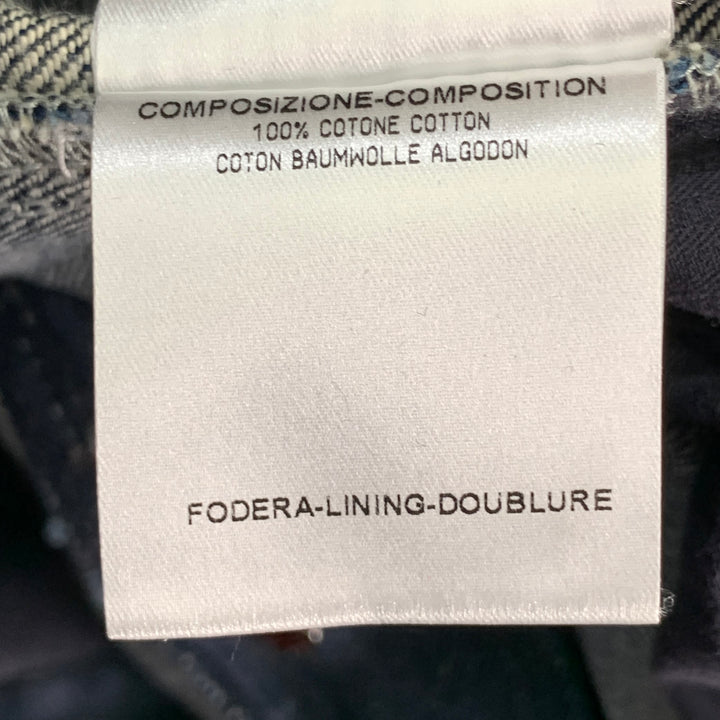 COMPOSIZIONE-COMPOSITION
100% COTONE COTTON
COTON BAUMWOLLE ALGODON
FODERA-LINING-DOUBLURE